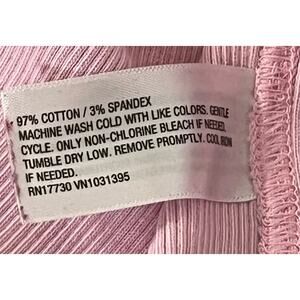 97% COTTON / 3% SPANDEX
MACHINE WASH COLD WITH LIKE COLORS. GENTLE
CYCLE. ONLY NON-CHLORINE BLEACH IF NEEDED.
TUMBLE DRY LOW. REMOVE PROMPTLY. COOL IRON
IF NEEDED.
RN17730 VN1031395